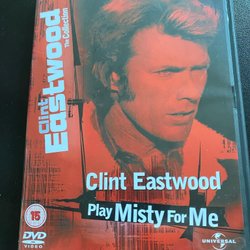 Clint
Eastwood
The Collection
Clint Eastwood
Play Misty For Me
15
DVD
VIDEO
UNIVERSAL